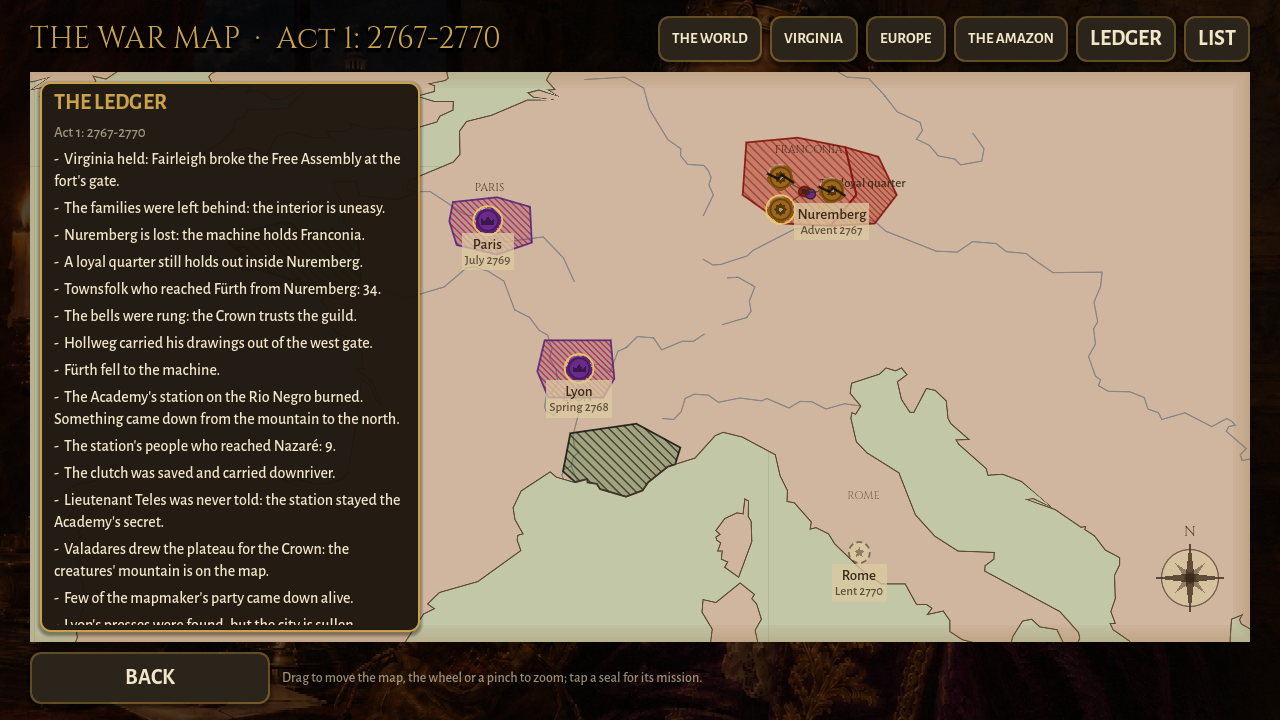 THE WAR MAP · ACT 1: 2767-2770
THE WORLD
VIRGINIA
EUROPE
THE AMAZON
LEDGER
LIST
THE LEDGER
Act 1: 2767-2770
- Virginia held: Fairleigh broke the Free Assembly at the
fort's gate.
- The families were left behind: the interior is uneasy.
- Nuremberg is lost: the machine holds Franconia.
- A loyal quarter still holds out inside Nuremberg.
- Townsfolk who reached Fürth from Nuremberg: 34.
- The bells were rung: the Crown trusts the guild.
- Hollweg carried his drawings out of the west gate.
- Fürth fell to the machine.
- The Academy's station on the Rio Negro burned.
Something came down from the mountain to the north.
- The station's people who reached Nazaré: 9.
- The clutch was saved and carried downriver.
- Lieutenant Teles was never told: the station stayed the
Academy's secret.
- Valadares drew the plateau for the Crown: the
creatures' mountain is on the map.
- Few of the mapmaker's party came down alive.
- Lyon's presses were found, but the city is sullen.
FRANCONIA
loyal quarter
Nuremberg
Advent 2767
PARIS
Paris
July 2769
Lyon
Spring 2768
ROME
Rome
Lent 2770
N
BACK
Drag to move the map, the wheel or a pinch to zoom; tap a seal for its mission.